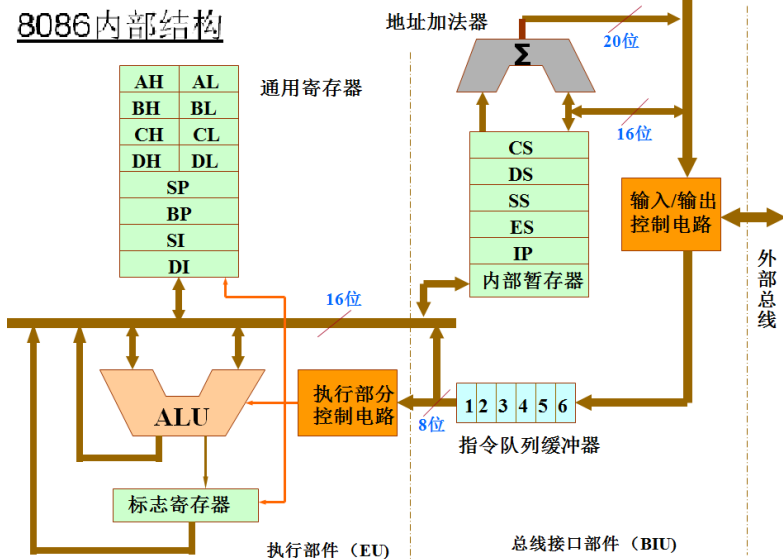 8086内部结构
地址加法器
Σ
20位
16位
通用寄存器
AH AL
BH BL
CH CL
DH DL
SP
BP
SI
DI
CS
DS
SS
ES
IP
内部暂存器
输入/输出
控制电路
外部总线
16位
ALU
执行部分
控制电路
8位
1 2 3 4 5 6
指令队列缓冲器
标志寄存器
执行部件（EU)
总线接口部件（BIU)